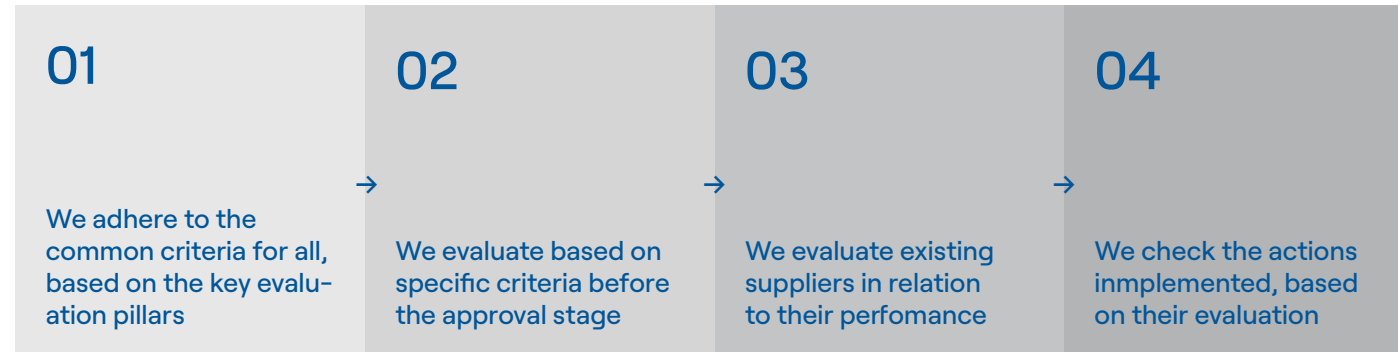 01
We adhere to the
common criteria for all,
based on the key evalu-
ation pillars
→
02
We evaluate based on
specific criteria before
the approval stage
→
03
We evaluate existing
suppliers in relation
to their perfomance
→
04
We check the actions
inmplemented, based
on their evaluation